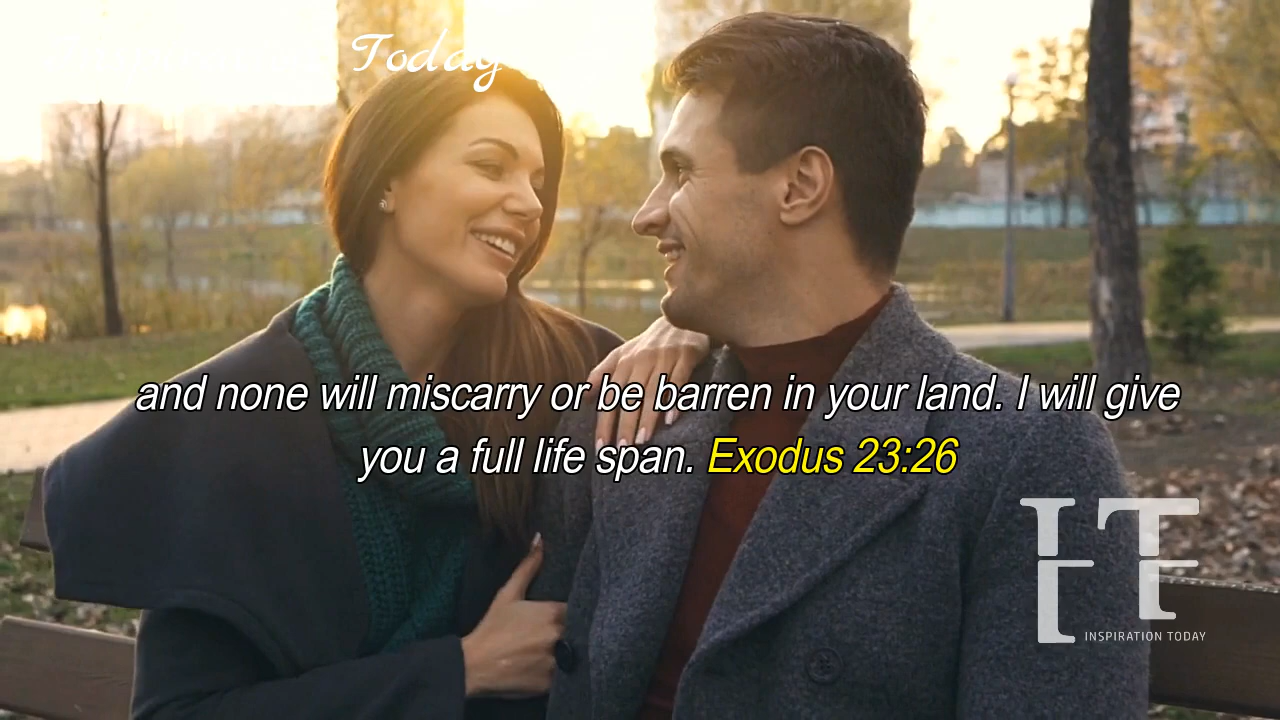 Today
and none will miscarry or be barren in your land. I will give
you a full life span. Exodus 23:26
INSPIRATION TODAY